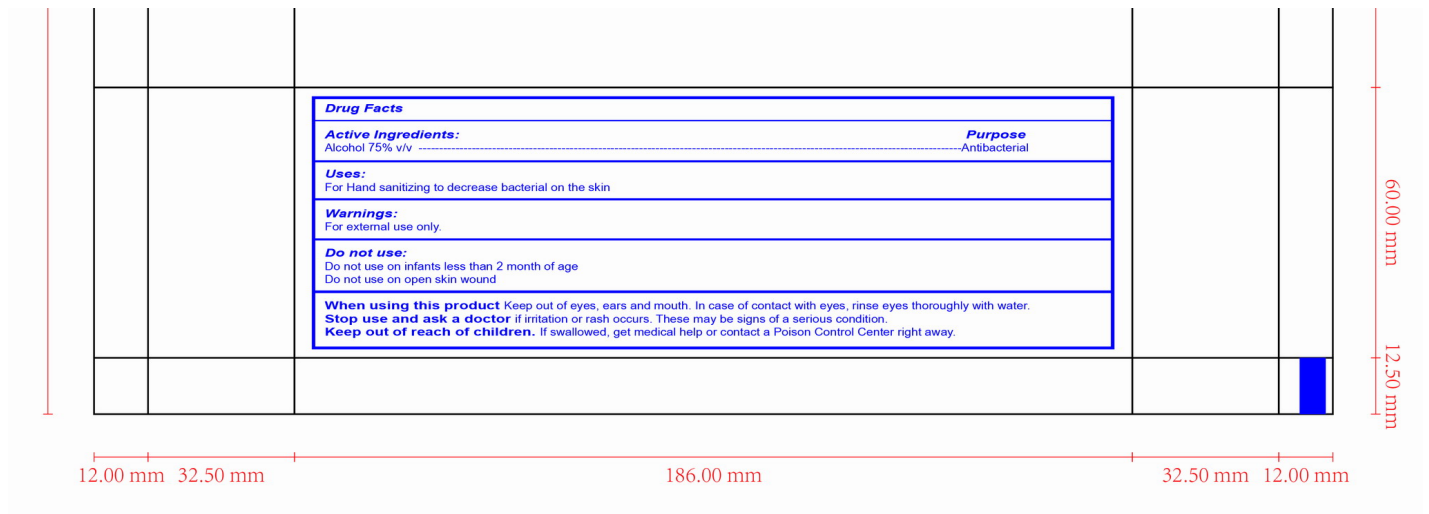 Drug Facts
Active Ingredients: Purpose
Alcohol 75% v/v ------------------------------------------------------------------------------------------------------------------------------------Antibacterial
Uses:
For Hand sanitizing to decrease bacterial on the skin
Warnings:
For external use only.
Do not use:
Do not use on infants less than 2 month of age
Do not use on open skin wound
When using this product Keep out of eyes, ears and mouth. In case of contact with eyes, rinse eyes thoroughly with water.
Stop use and ask a doctor if irritation or rash occurs. These may be signs of a serious condition.
Keep out of reach of children. If swallowed, get medical help or contact a Poison Control Center right away.
60.00 mm
12.50 mm
12.00 mm 32.50 mm 186.00 mm 32.50 mm 12.00 mm